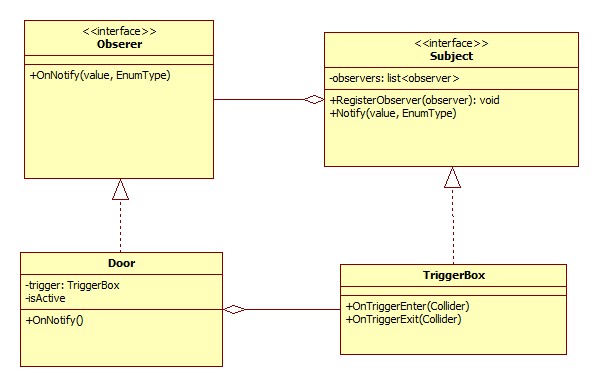 <<interface>>
Obserer
+OnNotify(value, EnumType)
<<interface>>
Subject
-observers: list<observer>
+RegisterObserver(observer): void
+Notify(value, EnumType)
Door
-trigger: TriggerBox
-isActive
+OnNotify()
TriggerBox
+OnTriggerEnter(Collider)
+OnTriggerExit(Collider)